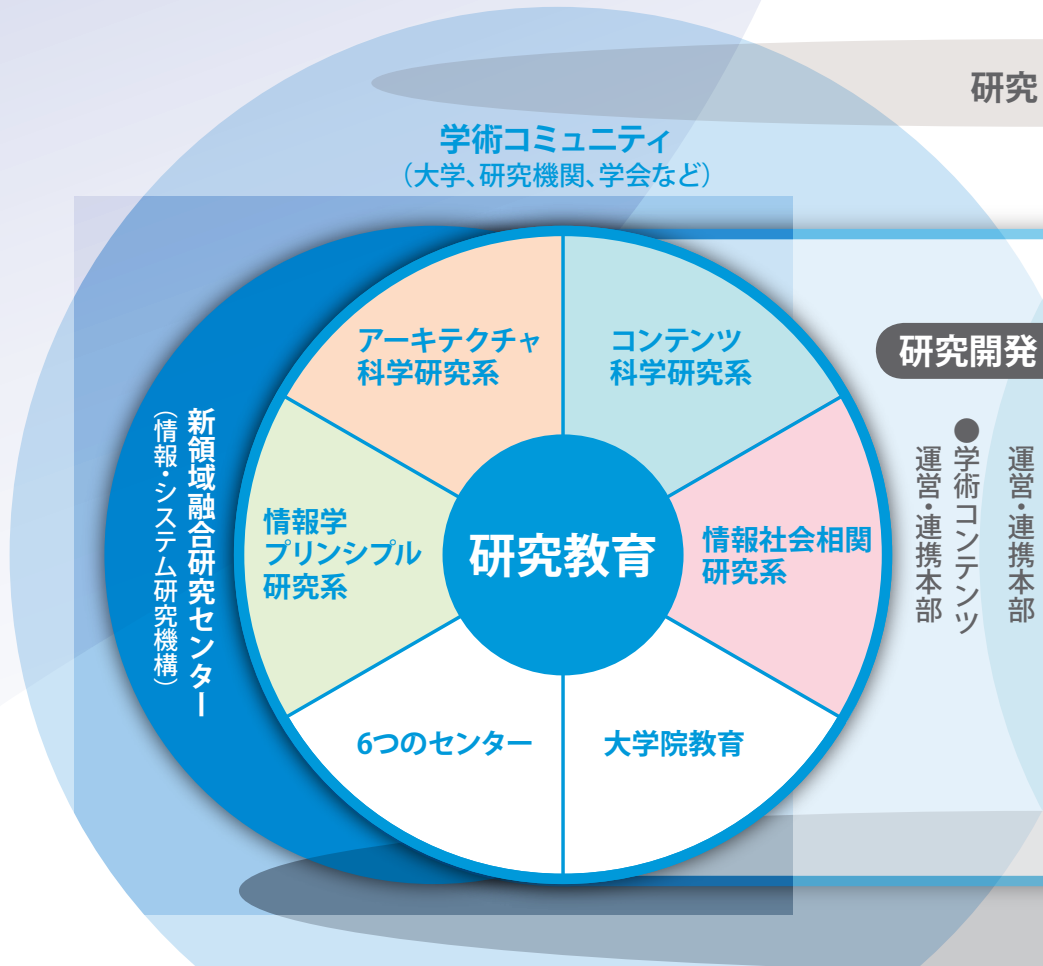 研究
学術コミュニティ
（大学、研究機関、学会など）
アーキテクチャ
科学研究系
コンテンツ
科学研究系
研究開発
新領域融合研究センター
（情報・システム研究機構）
情報学
プリンシプル
研究系
研究教育
情報社会相関
研究系
運営・連携本部
●学術コンテンツ
運営・連携本部
6つのセンター
大学院教育